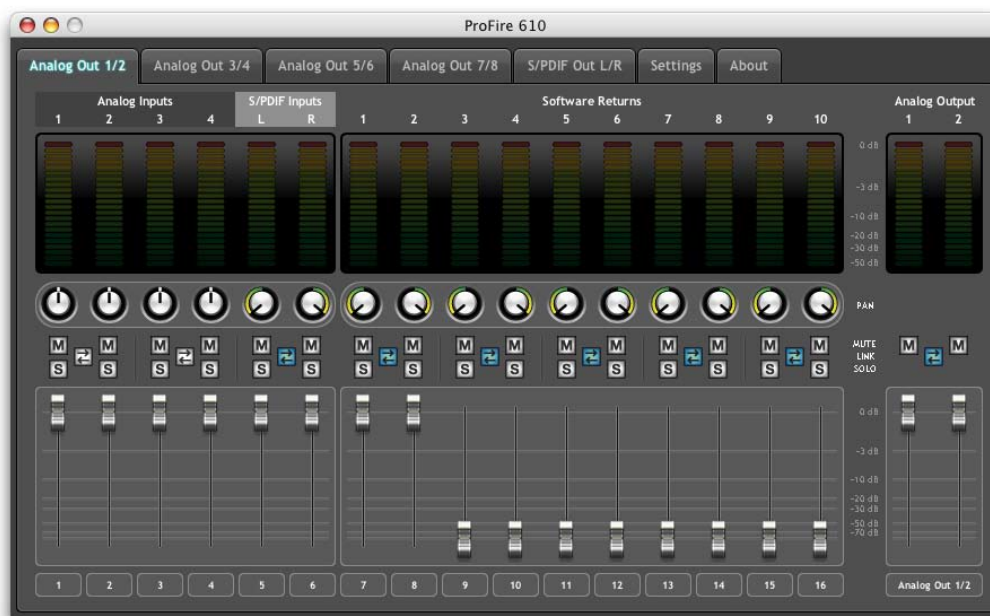 ProFire 610
Analog Out 1/2 Analog Out 3/4 Analog Out 5/6 Analog Out 7/8 S/PDIF Out L/R Settings About
Analog Inputs S/PDIF Inputs Software Returns Analog Output
1 2 3 4 L R 1 2 3 4 5 6 7 8 9 10 1 2
0 dB
-3 dB
-10 dB
-20 dB
-30 dB
-50 dB
PAN
M M M M M M M M M M M M M M M M MUTE M M
LINK
S S S S S S S S S S S S S S S S SOLO
0 dB
-3 dB
-10 dB
-20 dB
-30 dB
-50 dB
-70 dB
1 2 3 4 5 6 7 8 9 10 11 12 13 14 15 16 Analog Out 1/2